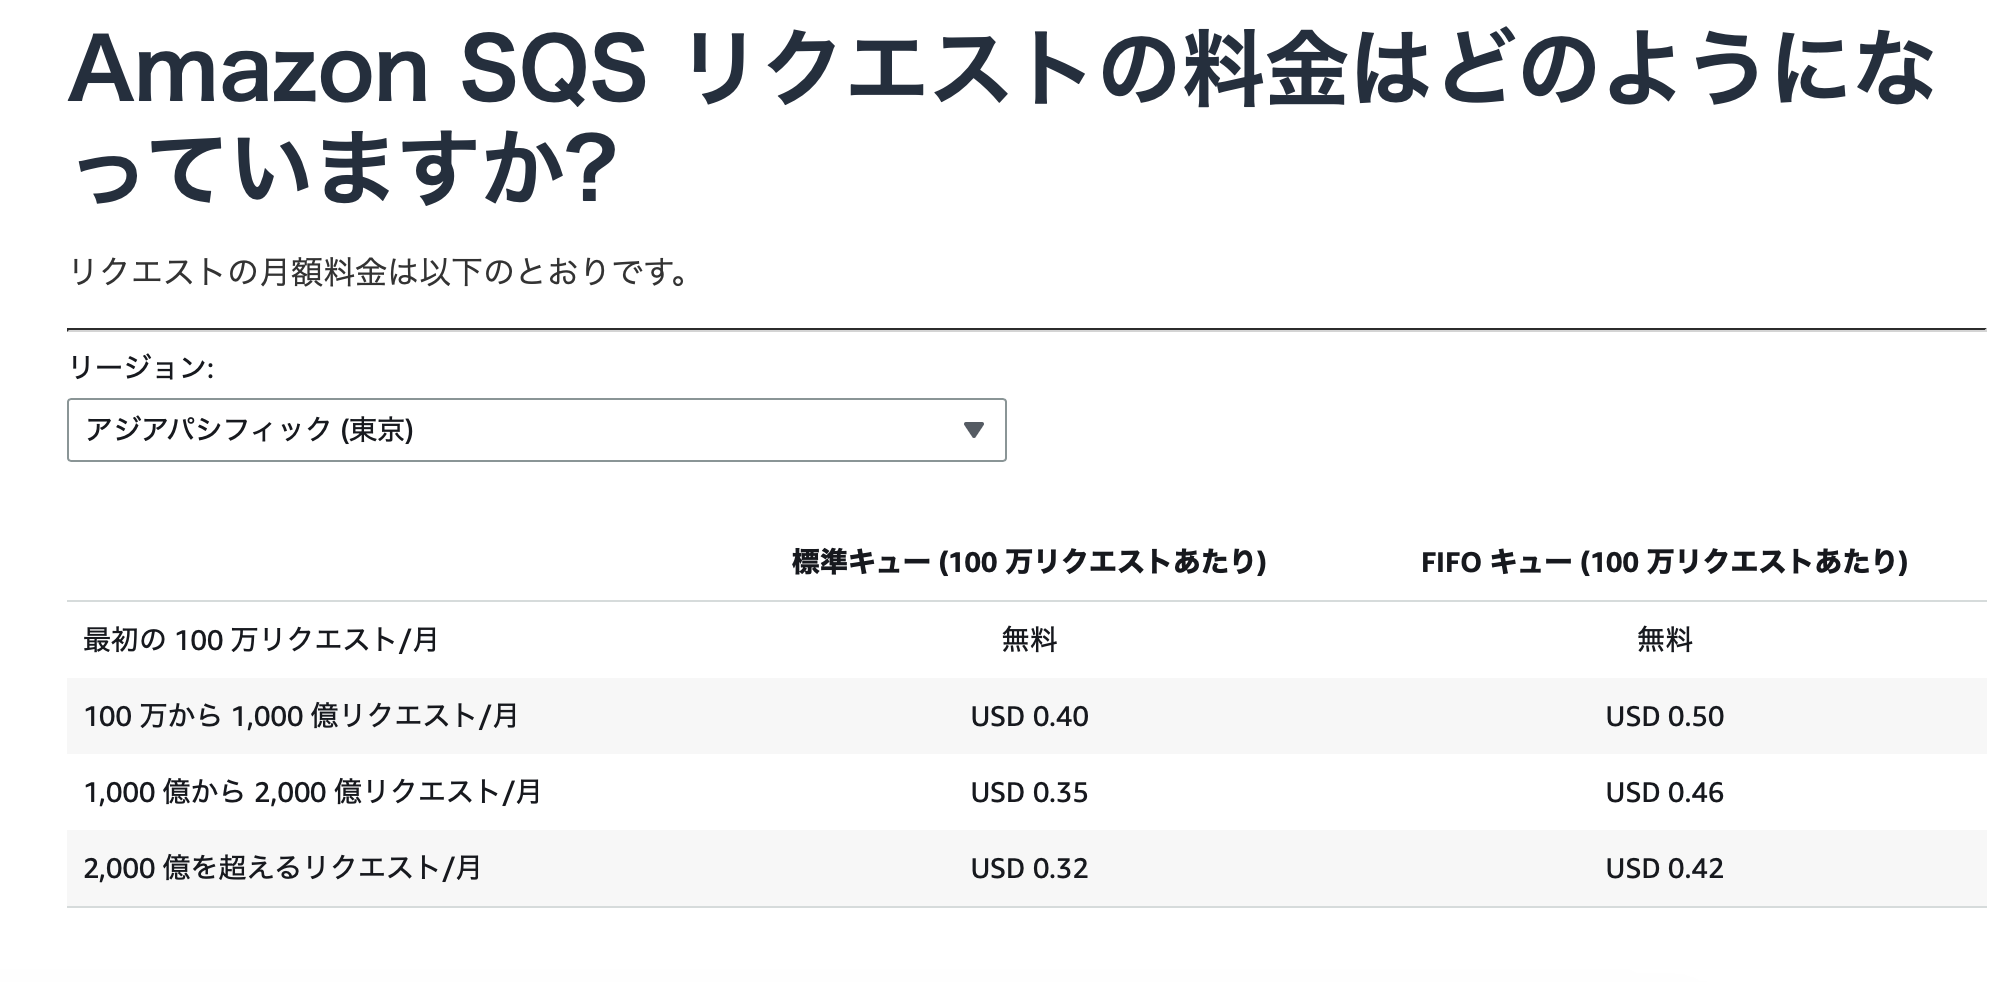 Amazon SQS リクエストの料金はどのようにな
っていますか?
リクエストの月額料金は以下のとおりです。
リージョン:
アジアパシフィック (東京)
標準キュー (100 万リクエストあたり) FIFO キュー (100 万リクエストあたり)
最初の 100 万リクエスト/月 無料 無料
100 万から 1,000 億リクエスト/月 USD 0.40 USD 0.50
1,000 億から 2,000 億リクエスト/月 USD 0.35 USD 0.46
2,000 億を超えるリクエスト/月 USD 0.32 USD 0.42